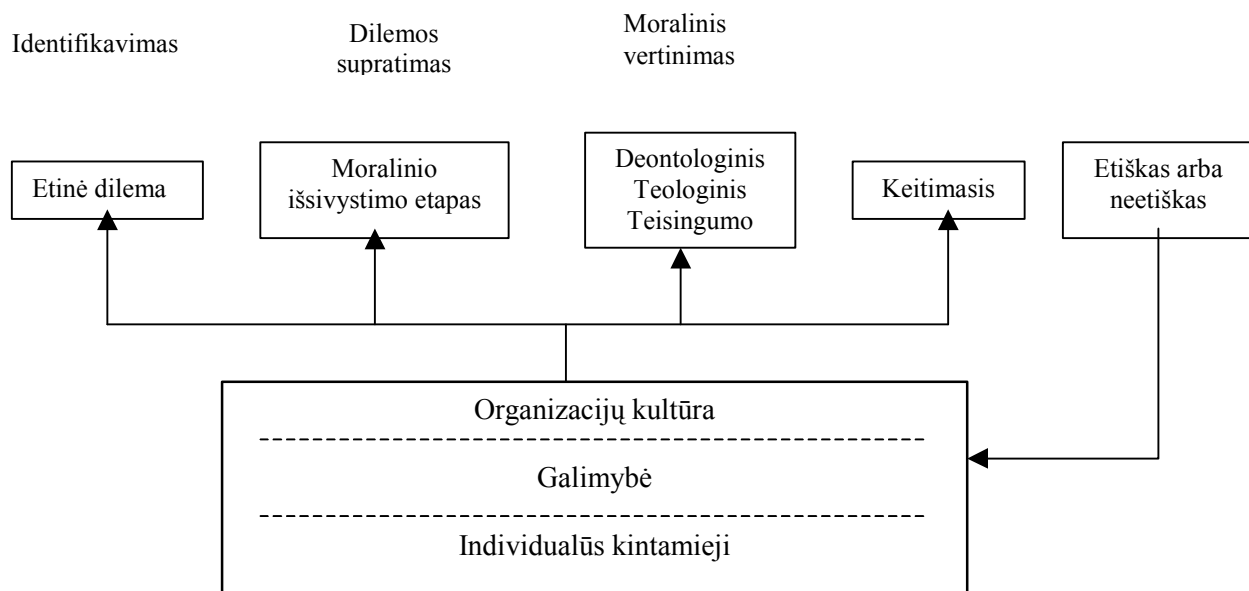 Identifikavimas
Dilemos
supratimas
Moralinis
vertinimas
Etinė dilema
Moralinio
išsivystimo etapas
Deontologinis
Teologinis
Teisingumo
Keitimasis
Etiškas arba
neetiškas
Organizacijų kultūra
Galimybė
Individualūs kintamieji